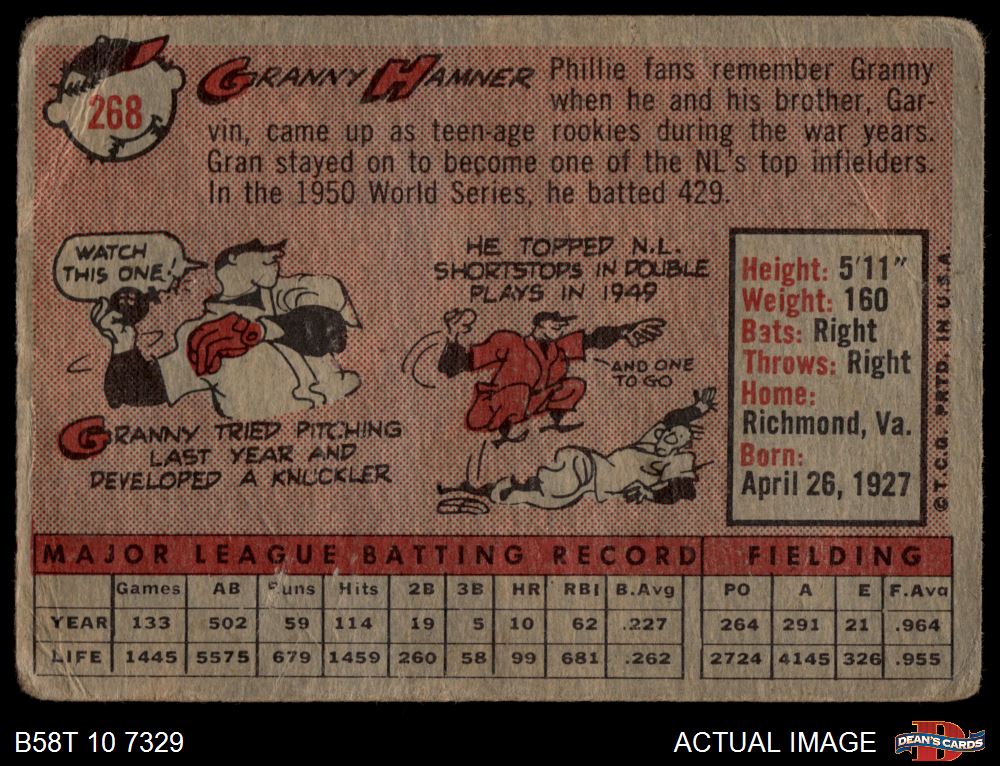 268
GRANNY HAMNER
Phillie fans remember Granny
when he and his brother, Gar-
vin, came up as teen-age rookies during the war years.
Gran stayed on to become one of the NL's top infielders.
In the 1950 World Series, he batted 429.
WATCH
THIS ONE!
GRANNY TRIED PITCHING
LAST YEAR AND
DEVELOPED A KNUCKLER
HE TOPPED N.L.
SHORTSTOPS IN DOUBLE
PLAYS IN 1949
AND ONE
TO GO
Height: 5'11"
Weight: 160
Bats: Right
Throws: Right
Home:
Richmond, Va.
Born:
April 26, 1927
© T.C.G. PRTD. IN U.S.A.
MAJOR LEAGUE BATTING RECORD FIELDING
Games AB Runs Hits 2B 3B HR RBI B.Avg PO A E F.Avg
YEAR 133 502 59 114 19 5 10 62 .227 264 291 21 .964
LIFE 1445 5575 679 1459 260 58 99 681 .262 2724 4145 326 .955
B58T 10 7329
ACTUAL IMAGE
DEAN'S CARDS